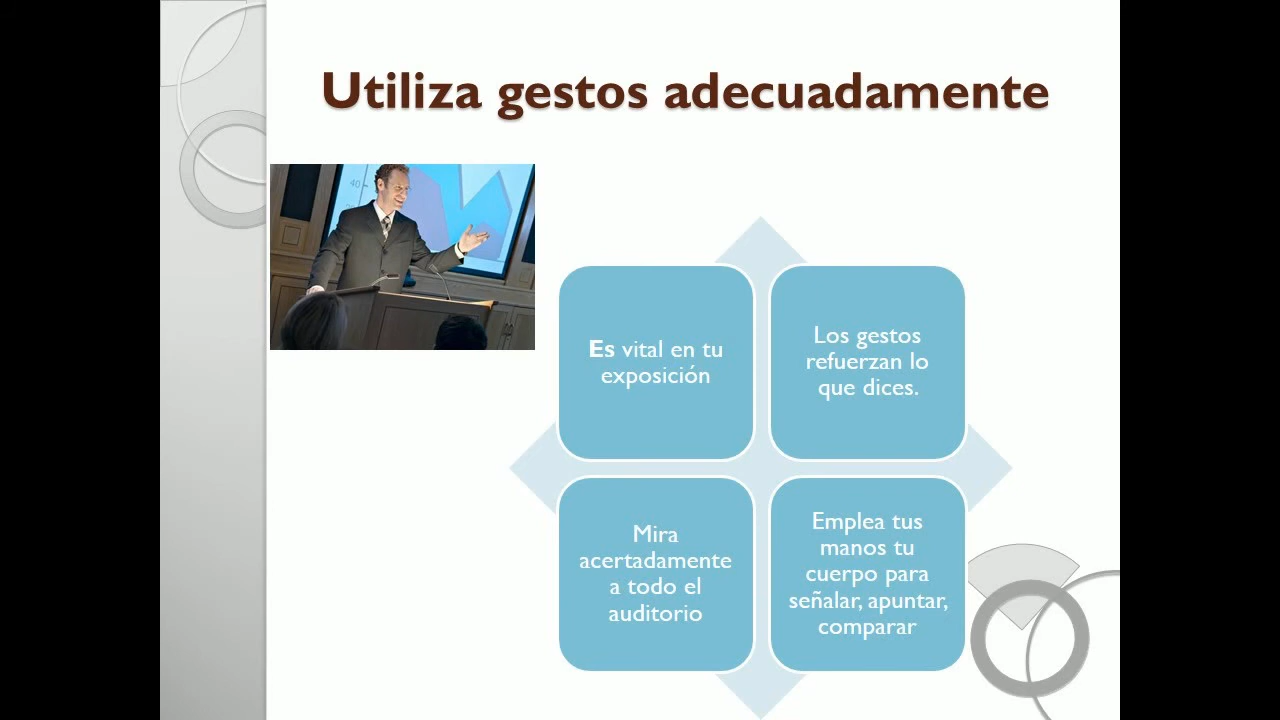 Utiliza gestos adecuadamente
40
Es vital en tu
exposición
Los gestos
refuerzan lo
que dices.
Mira
acertadamente
a todo el
auditorio
Emplea tus
manos tu
cuerpo para
señalar, apuntar,
comparar